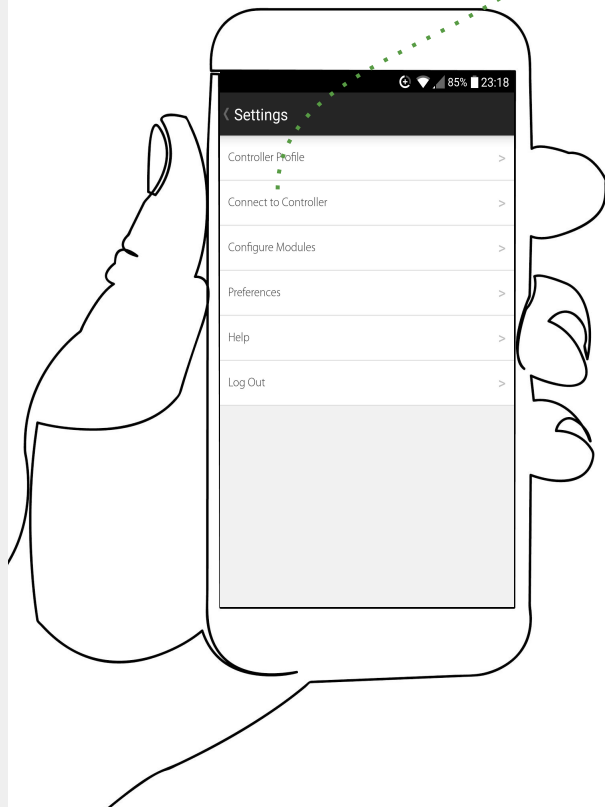 85% 23:18
Settings
Controller Profile >
Connect to Controller >
Configure Modules >
Preferences >
Help >
Log Out >